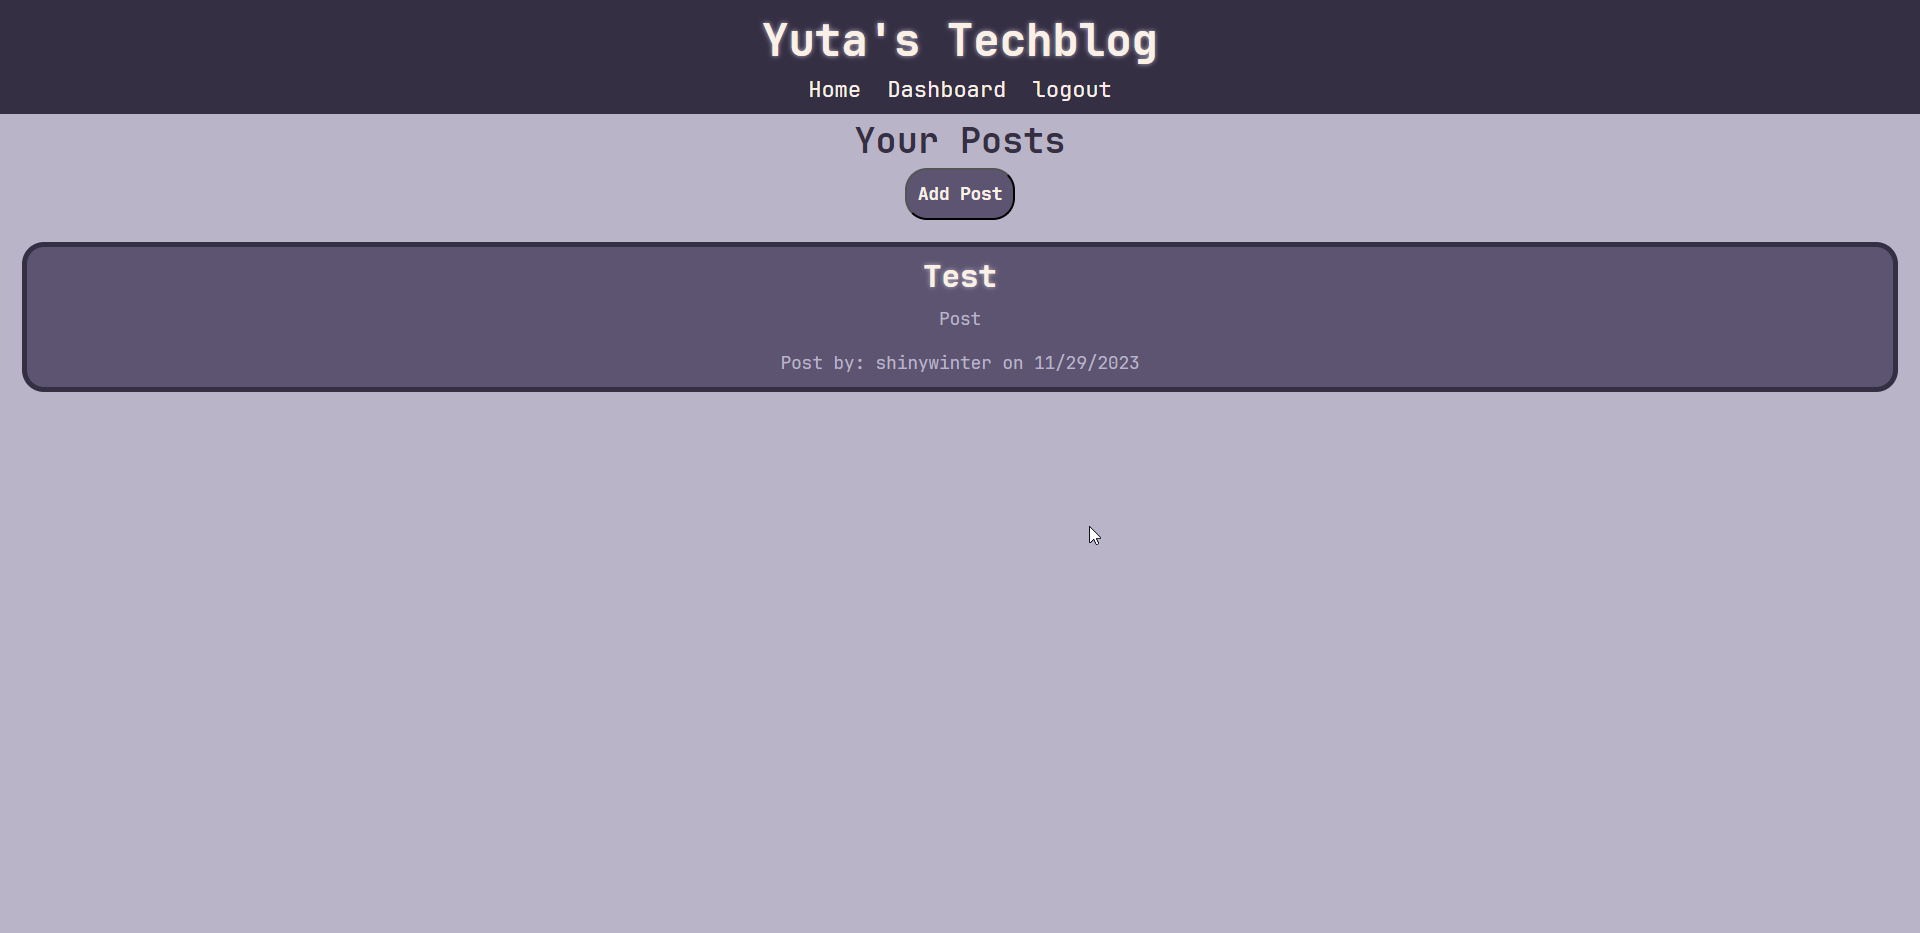 Yuta's Techblog
Home Dashboard logout
Your Posts
Add Post
Test
Post
Post by: shinywinter on 11/29/2023